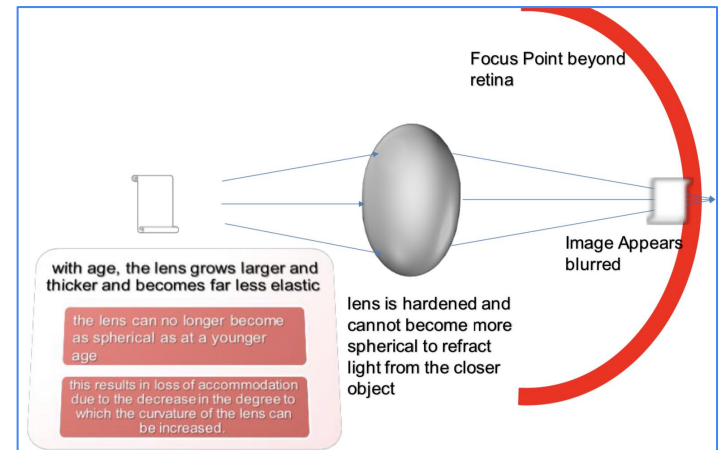 Focus Point beyond
retina
Image Appears
blurred
with age, the lens grows larger and
thicker and becomes far less elastic
the lens can no longer become
as spherical as at a younger
age
this results in loss of accommodation
due to the decrease in the degree to
which the curvature of the lens can
be increased.
lens is hardened and
cannot become more
spherical to refract
light from the closer
object